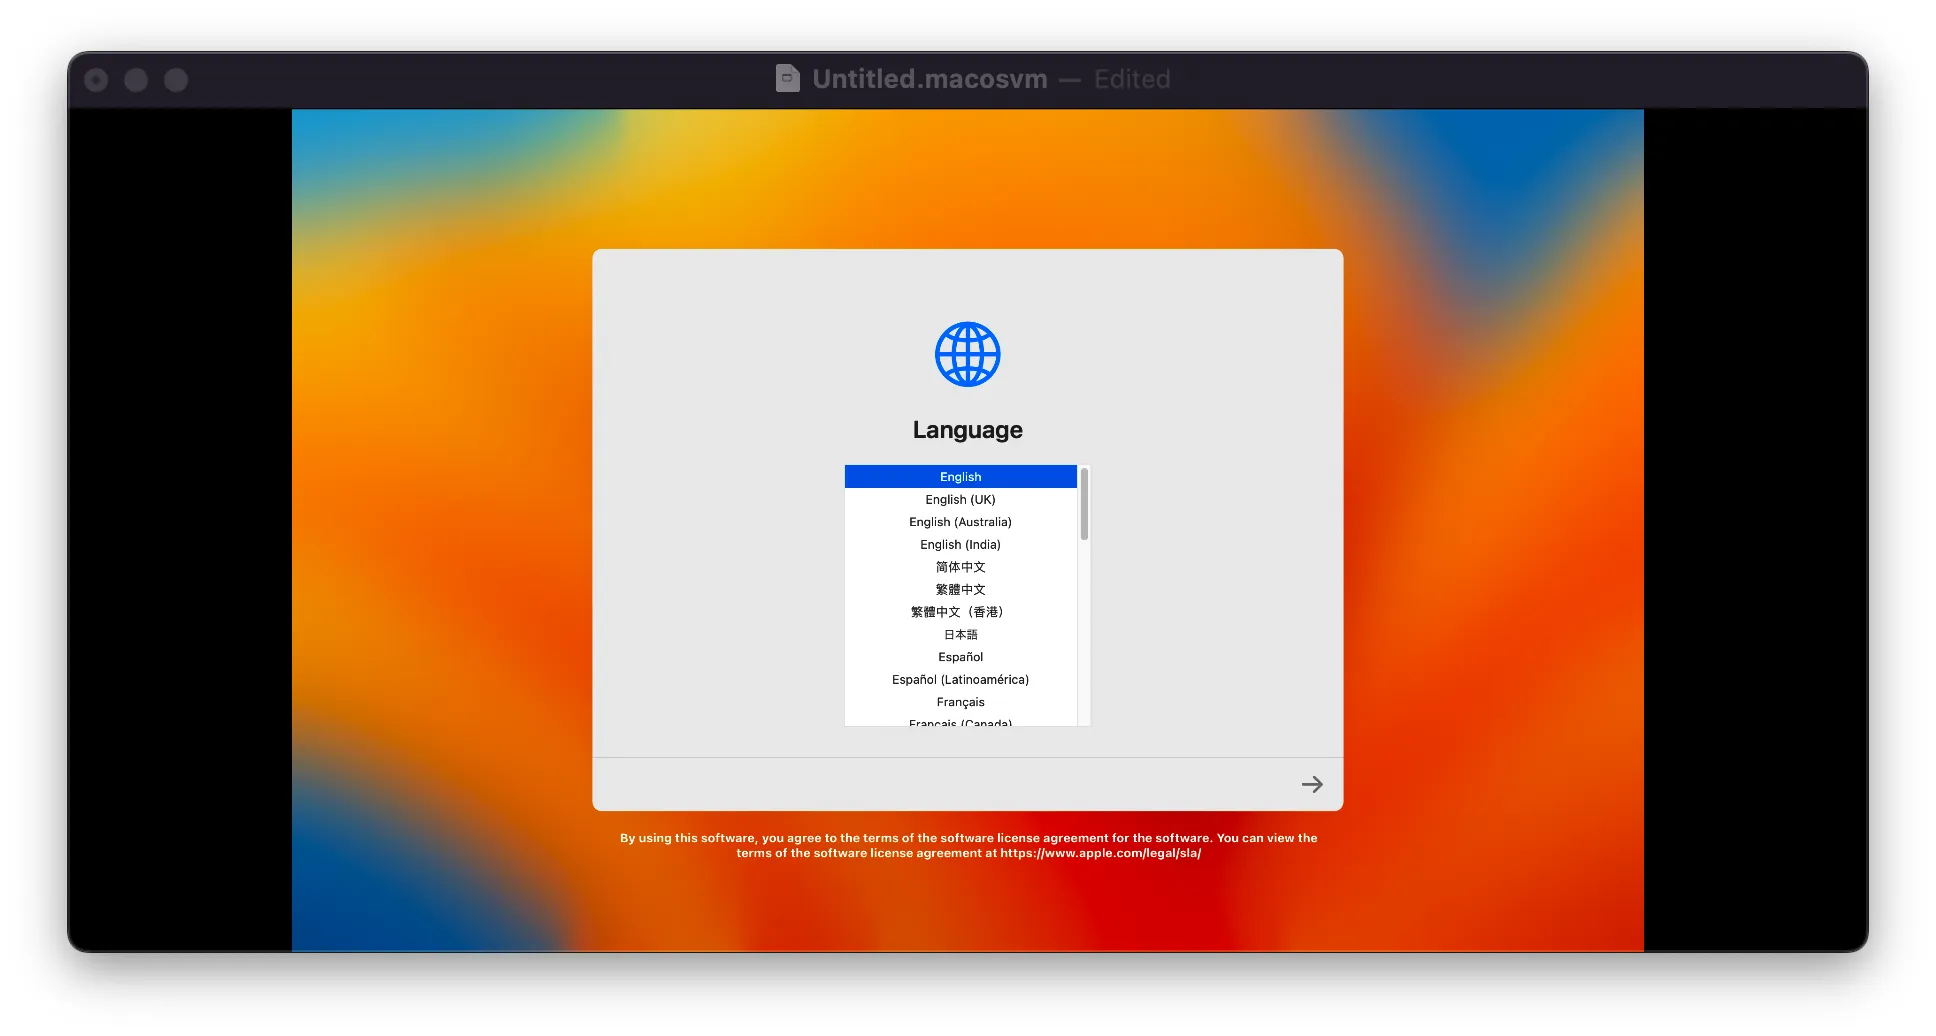 Untitled.macosvm — Edited
Language
English
English (UK)
English (Australia)
English (India)
简体中文
繁體中文
繁體中文（香港）
日本語
Español
Español (Latinoamérica)
Français
Français (Canada)
By using this software, you agree to the terms of the software license agreement for the software. You can view the
terms of the software license agreement at https://www.apple.com/legal/sla/